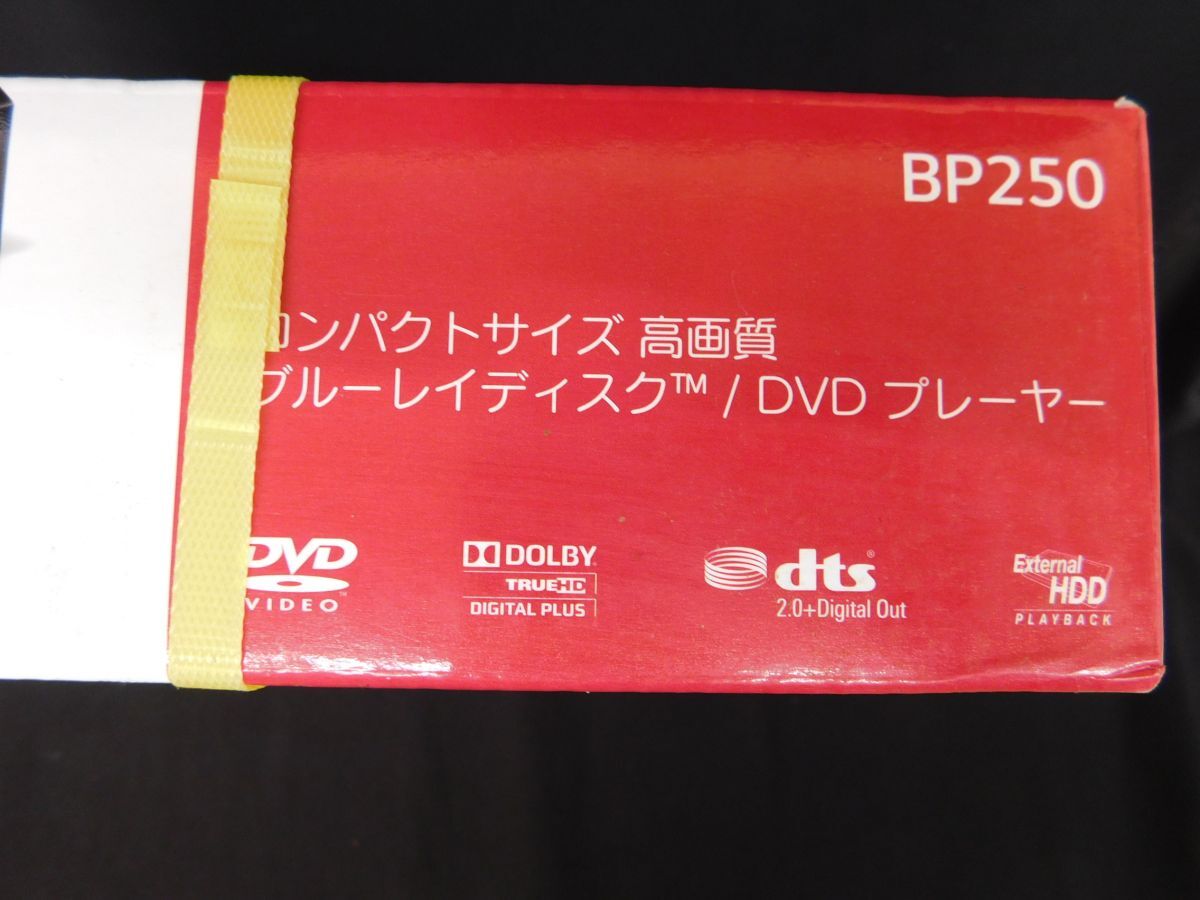 BP250
コンパクトサイズ 高画質
ブルーレイディスク™ / DVD プレーヤー
DVD
VIDEO™
DOLBY
TRUEHD
DIGITAL PLUS
dts®
2.0+Digital Out
External
HDD
PLAYBACK